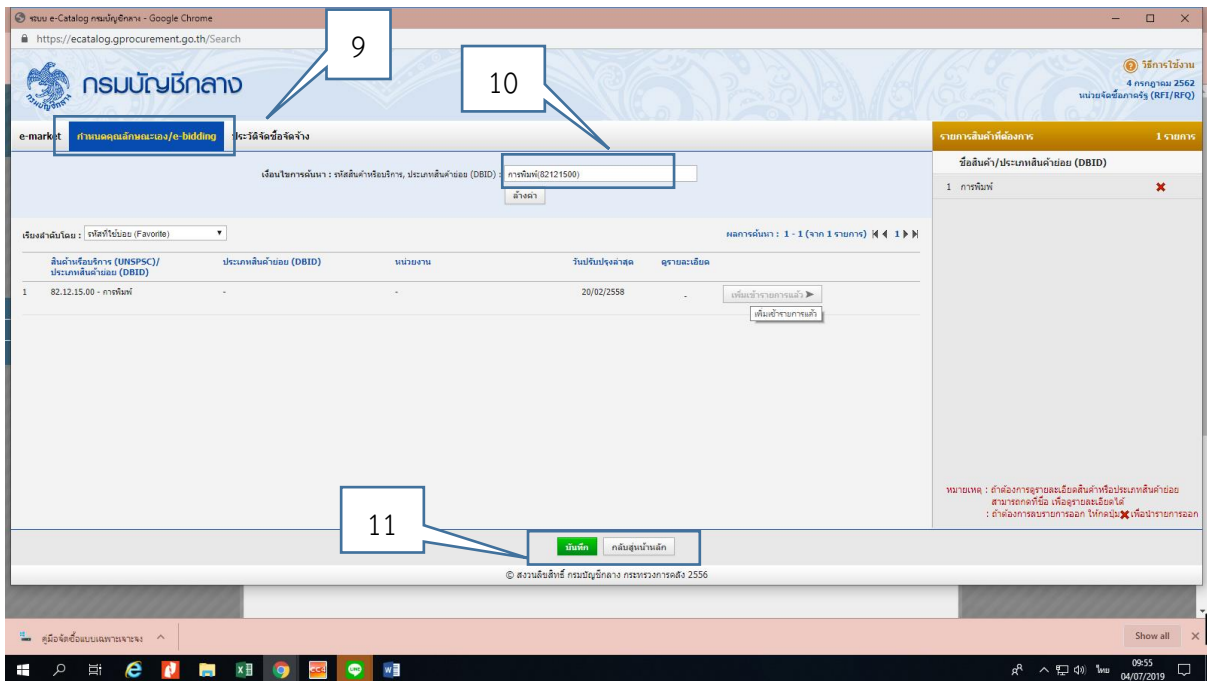 ระบบ e-Catalog กรมบัญชีกลาง - Google Chrome
https://ecatalog.gprocurement.go.th/Search
9
10
กรมบัญชีกลาง
วิธีการใช้งาน
4 กรกฎาคม 2562
หน่วยจัดซื้อภาครัฐ (RFI/RFQ)
e-market กำหนดคุณลักษณะเอง/e-bidding ประวัติจัดซื้อจัดจ้าง
รายการสินค้าที่ต้องการ 1 รายการ
ชื่อสินค้า/ประเภทสินค้าย่อย (DBID)
1 การพิมพ์
เงื่อนไขการค้นหา : รหัสสินค้าหรือบริการ, ประเภทสินค้าย่อย (DBID) : การพิมพ์(82121500)
ล้างค่า
เรียงลำดับโดย : รหัสที่ใช้บ่อย (Favorite)
ผลการค้นหา : 1 - 1 (จาก 1 รายการ) 1
สินค้าหรือบริการ (UNSPSC)/
ประเภทสินค้าย่อย (DBID)
ประเภทสินค้าย่อย (DBID) หน่วยงาน วันปรับปรุงล่าสุด ดูรายละเอียด
1 82.12.15.00 - การพิมพ์ - - 20/02/2558 - เพิ่มเข้ารายการแล้ว
เพิ่มเข้ารายการแล้ว
หมายเหตุ : ถ้าต้องการดูรายละเอียดสินค้าหรือประเภทสินค้าย่อย
สามารถกดที่ชื่อ เพื่อดูรายละเอียดได้
: ถ้าต้องการลบรายการออก ให้กดปุ่ม เพื่อนำรายการออก
11
บันทึก กลับสู่หน้าหลัก
© สงวนลิขสิทธิ์ กรมบัญชีกลาง กระทรวงการคลัง 2556
คู่มือจัดซื้อแบบเฉพาะเจาะจง
Show all
cc4
LINE
ไทย
09:55
04/07/2019